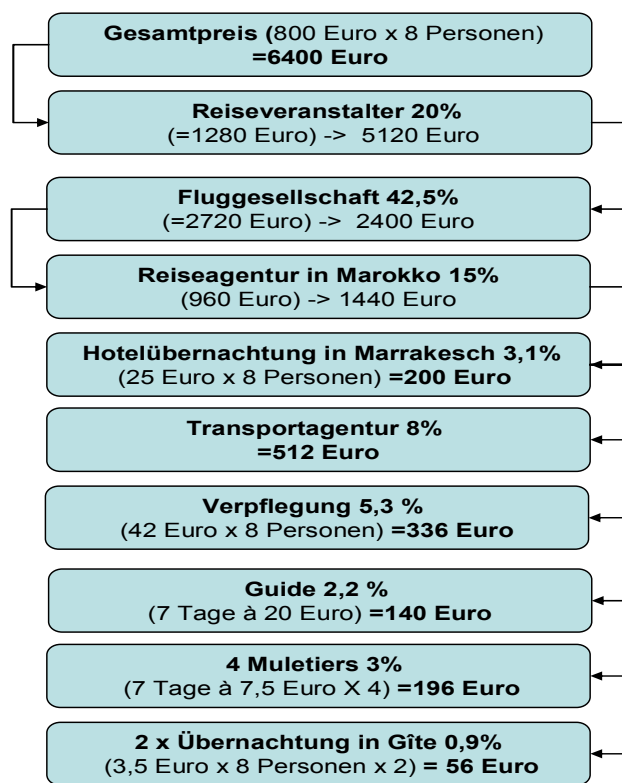 Gesamtpreis (800 Euro x 8 Personen)
=6400 Euro
Reiseveranstalter 20%
(=1280 Euro) -> 5120 Euro
Fluggesellschaft 42,5%
(=2720 Euro) -> 2400 Euro
Reiseagentur in Marokko 15%
(960 Euro) -> 1440 Euro
Hotelübernachtung in Marrakesch 3,1%
(25 Euro x 8 Personen) =200 Euro
Transportagentur 8%
=512 Euro
Verpflegung 5,3 %
(42 Euro x 8 Personen) =336 Euro
Guide 2,2 %
(7 Tage à 20 Euro) =140 Euro
4 Muletiers 3%
(7 Tage à 7,5 Euro X 4) =196 Euro
2 x Übernachtung in Gîte 0,9%
(3,5 Euro x 8 Personen x 2) = 56 Euro